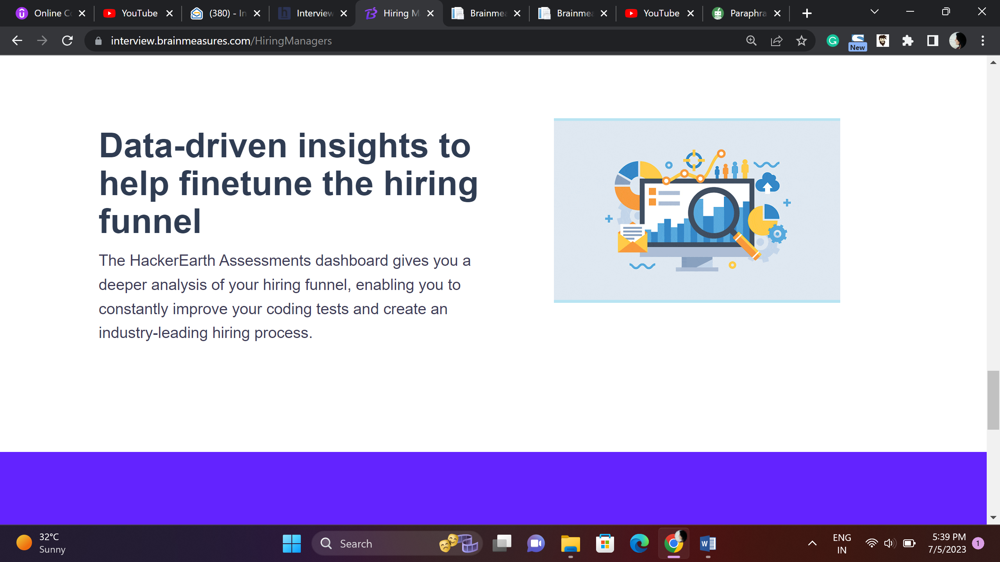 Online Co
YouTube
(380) - In
Interview
Hiring M
Brainmea
Brainmea
YouTube
Paraphra
interview.brainmeasures.com/HiringManagers
New
Data-driven insights to
help finetune the hiring
funnel
The HackerEarth Assessments dashboard gives you a
deeper analysis of your hiring funnel, enabling you to
constantly improve your coding tests and create an
industry-leading hiring process.
32°C
Sunny
Search
ENG
IN
5:39 PM
7/5/2023
1